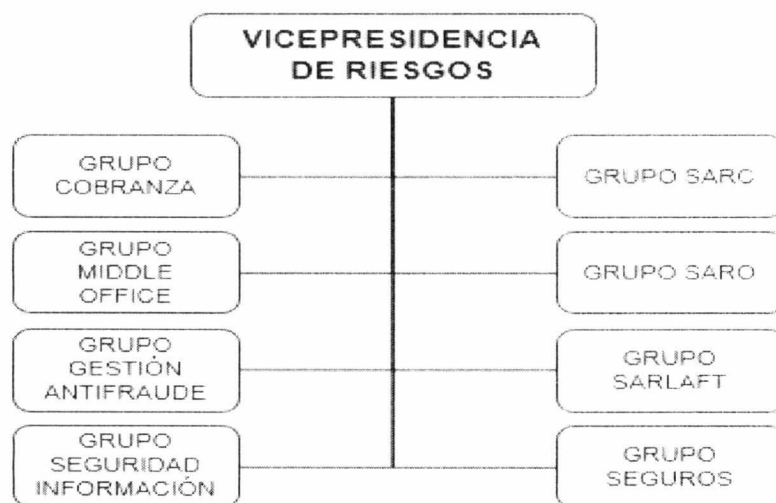 VICEPRESIDENCIA
DE RIESGOS
GRUPO
COBRANZA
GRUPO SARC
GRUPO
MIDDLE
OFFICE
GRUPO SARO
GRUPO
GESTIÓN
ANTIFRAUDE
GRUPO
SARLAFT
GRUPO
SEGURIDAD
INFORMACIÓN
GRUPO
SEGUROS